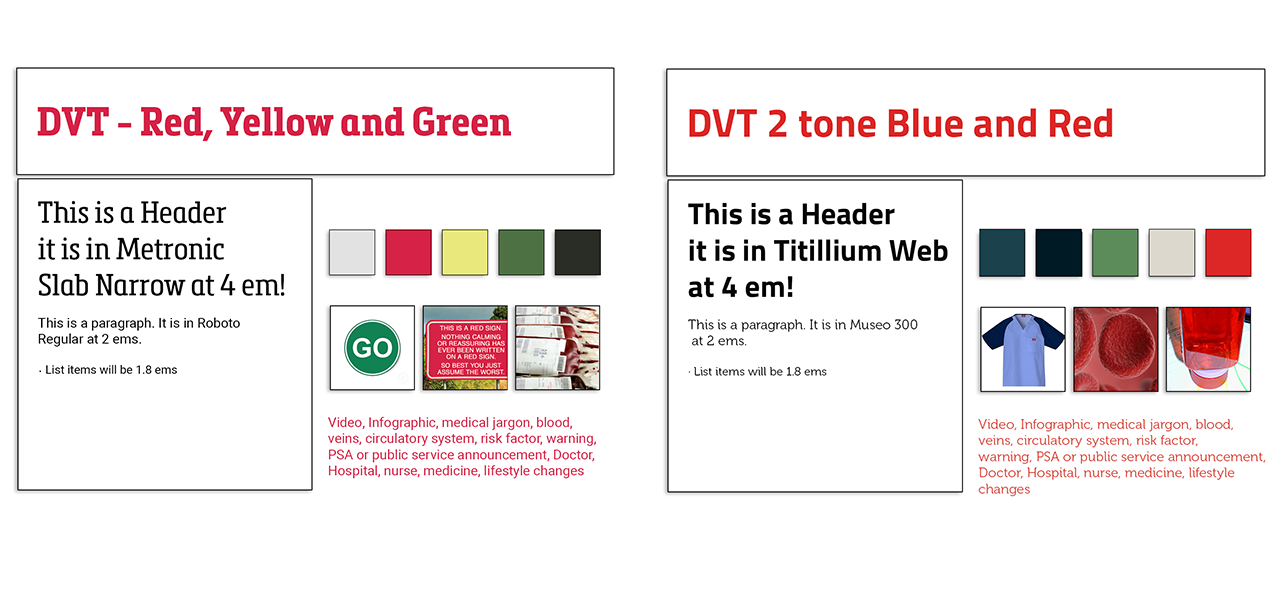 DVT - Red, Yellow and Green
This is a Header
it is in Metronic
Slab Narrow at 4 em!
This is a paragraph. It is in Roboto
Regular at 2 ems.
· List items will be 1.8 ems
GO
THIS IS A RED SIGN.
NOTHING CALMING
OR REASSURING HAS
EVER BEEN WRITTEN
ON A RED SIGN.
SO BEST YOU JUST
ASSUME THE WORST.
Video, Infographic, medical jargon, blood,
veins, circulatory system, risk factor, warning,
PSA or public service announcement, Doctor,
Hospital, nurse, medicine, lifestyle changes
DVT 2 tone Blue and Red
This is a Header
it is in Titillium Web
at 4 em!
This is a paragraph. It is in Museo 300
at 2 ems.
· List items will be 1.8 ems
Video, Infographic, medical jargon, blood,
veins, circulatory system, risk factor,
warning, PSA or public service announcement,
Doctor, Hospital, nurse, medicine, lifestyle
changes